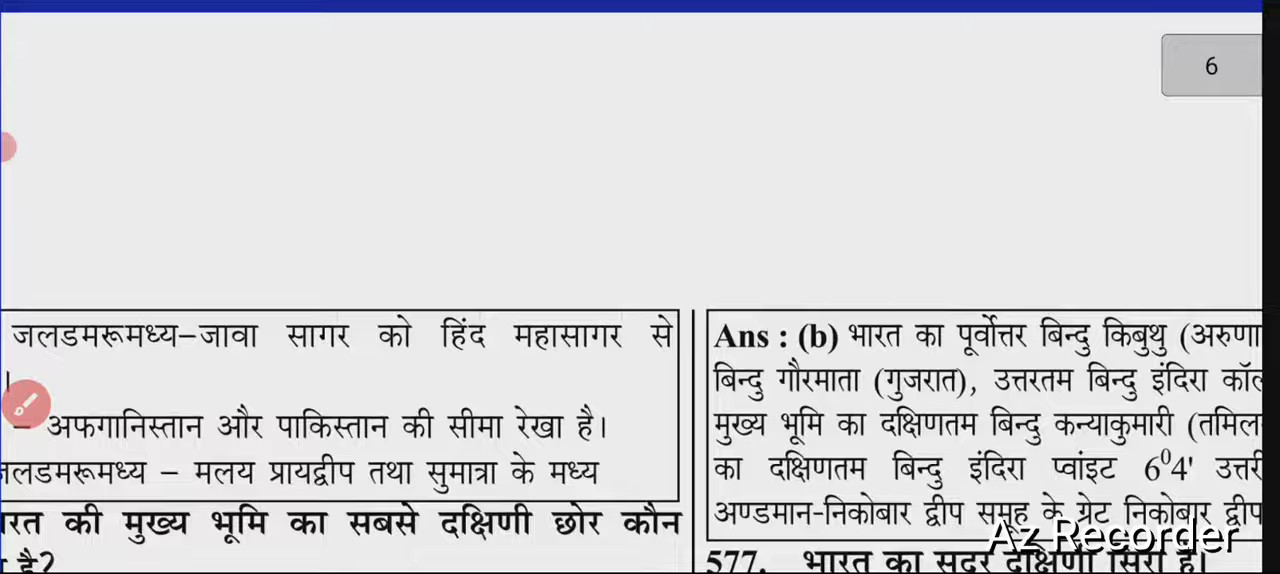 6
जलडमरूमध्य–जावा सागर को हिंद महासागर से
– अफगानिस्तान और पाकिस्तान की सीमा रेखा है।
जलडमरूमध्य – मलय प्रायद्वीप तथा सुमात्रा के मध्य
भारत की मुख्य भूमि का सबसे दक्षिणी छोर कौन
है?
Ans : (b) भारत का पूर्वोत्तर बिन्दु किबुथु (अरुणा
बिन्दु गौरमाता (गुजरात), उत्तरतम बिन्दु इंदिरा कॉल
मुख्य भूमि का दक्षिणतम बिन्दु कन्याकुमारी (तमिल
का दक्षिणतम बिन्दु इंदिरा प्वांइट 6⁰4' उत्तरी
अण्डमान-निकोबार द्वीप समूह के ग्रेट निकोबार द्वीप
577. भारत का सुदूर दक्षिणी सिरा है।
Az Recorder